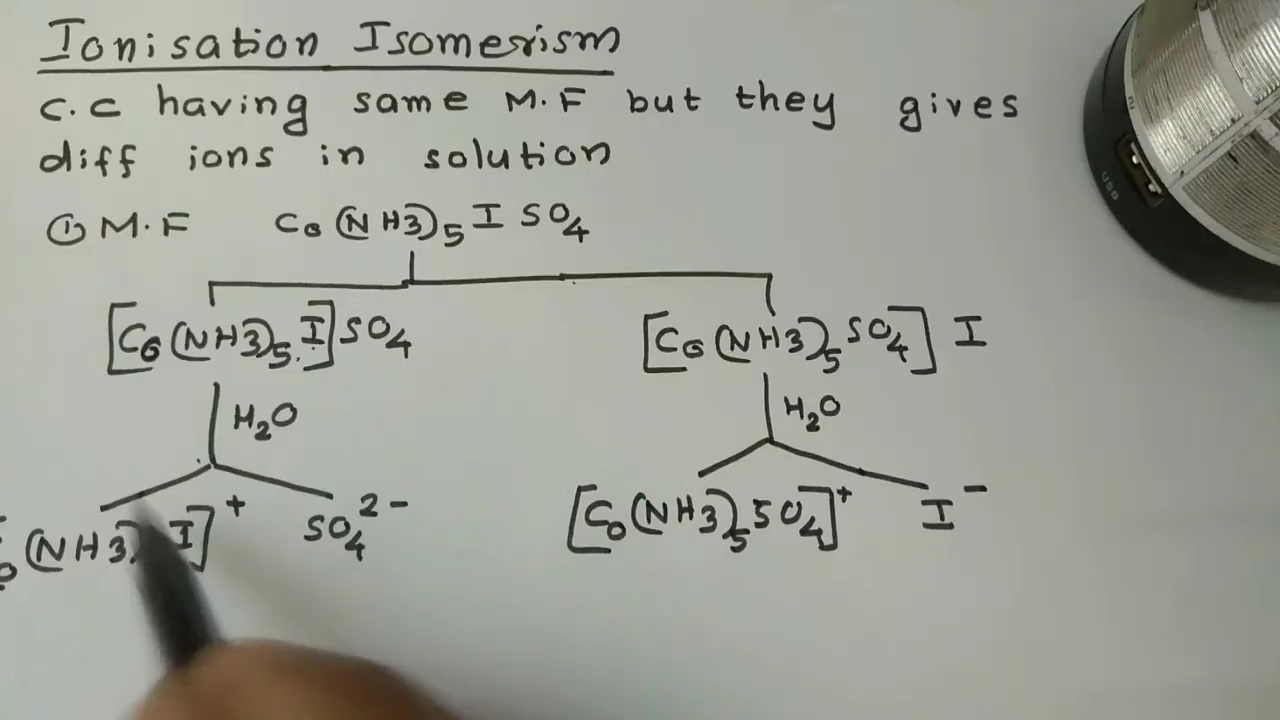 Ionisation Isomerism
C.C having same M.F but they gives
diff ions in solution
① M.F Co(NH3)5 I SO4
[Co(NH3)5 I] SO4
[Co(NH3)5 SO4] I
H2O
H2O
(NH3) I]+ SO4 2-
[Co(NH3)5 SO4]+ I-
USB